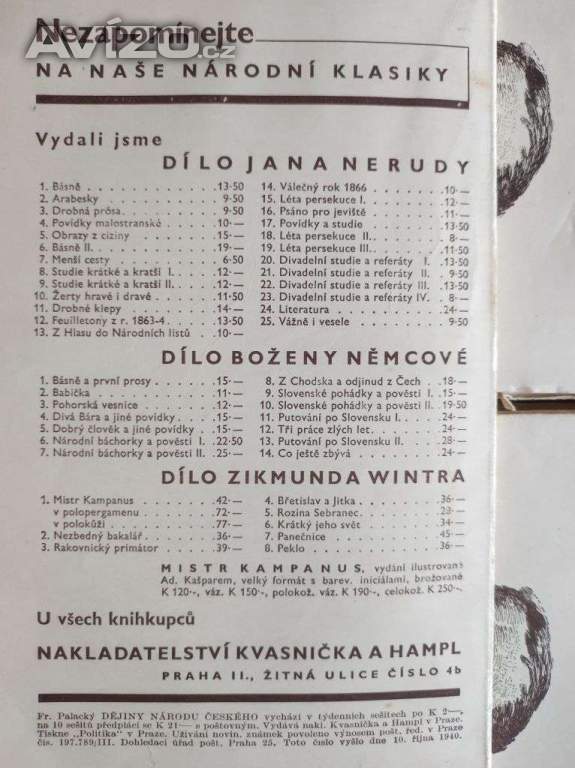 Nezapomínejte
Avízo.cz
NA NAŠE NÁRODNÍ KLASIKY
Vydali jsme
DÍLO JANA NERUDY
1. Básně . . . 13·50
2. Arabesky . . . 9·50
3. Drobná prósa . . . 9·50
4. Povídky malostranské . . . 10·—
5. Obrazy z ciziny . . . 15·—
6. Básně II. . . . 19·—
7. Menší cesty . . . 6·50
8. Studie krátké a kratší I. . . . 12·—
9. Studie krátké a kratší II. . . . 12·—
10. Žerty hravé i dravé . . . 11·50
11. Drobné klepy . . . 14·—
12. Feuilletony z r. 1863-4 . . . 13·50
13. Z Hlasu do Národních listů . . . 10·—
14. Válečný rok 1866 . . . 10·—
15. Léta persekuce I. . . . 12·—
16. Psáno pro jeviště . . . 11·—
17. Povídky a studie . . . 13·50
18. Léta persekuce II. . . . 8·—
19. Léta persekuce III. . . . 9·—
20. Divadelní studie a referáty I. . . . 13·50
21. Divadelní studie a referáty II. . . . 9·50
22. Divadelní studie a referáty III. . . . 13·50
23. Divadelní studie a referáty IV. . . . 8·—
24. Literatura . . . 24·—
25. Vážně i vesele . . . 9·50
DÍLO BOŽENY NĚMCOVÉ
1. Básně a první prosy . . . 15·—
2. Babička . . . 11·—
3. Pohorská vesnice . . . 12·—
4. Divá Bára a jiné povídky . . . 15·—
5. Dobrý člověk a jiné povídky . . . 15·—
6. Národní báchorky a pověsti I. . . . 22·50
7. Národní báchorky a pověsti II. . . . 25·—
8. Z Chodska a odjinud z Čech . . . 18·—
9. Slovenské pohádky a pověsti I . . . 15·—
10. Slovenské pohádky a pověsti II. . . . 19·50
11. Putování po Slovensku I. . . . 24·—
12. Tři práce zlých let . . . 24·—
13. Putování po Slovensku II. . . . 28·—
14. Co ještě zbývá . . . 24·—
DÍLO ZIKMUNDA WINTRA
1. Mistr Kampanus . . . 42·—
v polopergamenu . . . 72·—
v polokůži . . . 77·—
2. Nezbedný bakalář . . . 36·—
3. Rakovnický primátor . . . 39·—
4. Břetislav a Jitka . . . 36·—
5. Rozina Sebranec . . . 28·—
6. Krátký jeho svět . . . 34·—
7. Panečnice . . . 45·—
8. Peklo . . . 36·—
MISTR KAMPANUS, vydání ilustrované
Ad. Kašparem, velký formát s barev. iniciálami, brožované
K 120·-, váz. K 150·-, polokož. váz. K 190·-, celokož. K 250·-.
U všech knihkupců
NAKLADATELSTVÍ KVASNIČKA A HAMPL
PRAHA II., ŽITNÁ ULICE ČÍSLO 4b
Fr. Palacký DĚJINY NÁRODU ČESKÉHO vychází v týdenních sešitech po K 2·—,
na 10 sešitů předplácí se K 21·— s poštovným. Vydává nakl. Kvasnička a Hampl v Praze.
Tiskne „Politika“ v Praze. Užívání novin. známek povoleno výnosem pošt. řed. v Praze
čís. 197.789/III. Dohledací úřad pošt. Praha 25. Toto číslo vyšlo dne 10. října 1940.